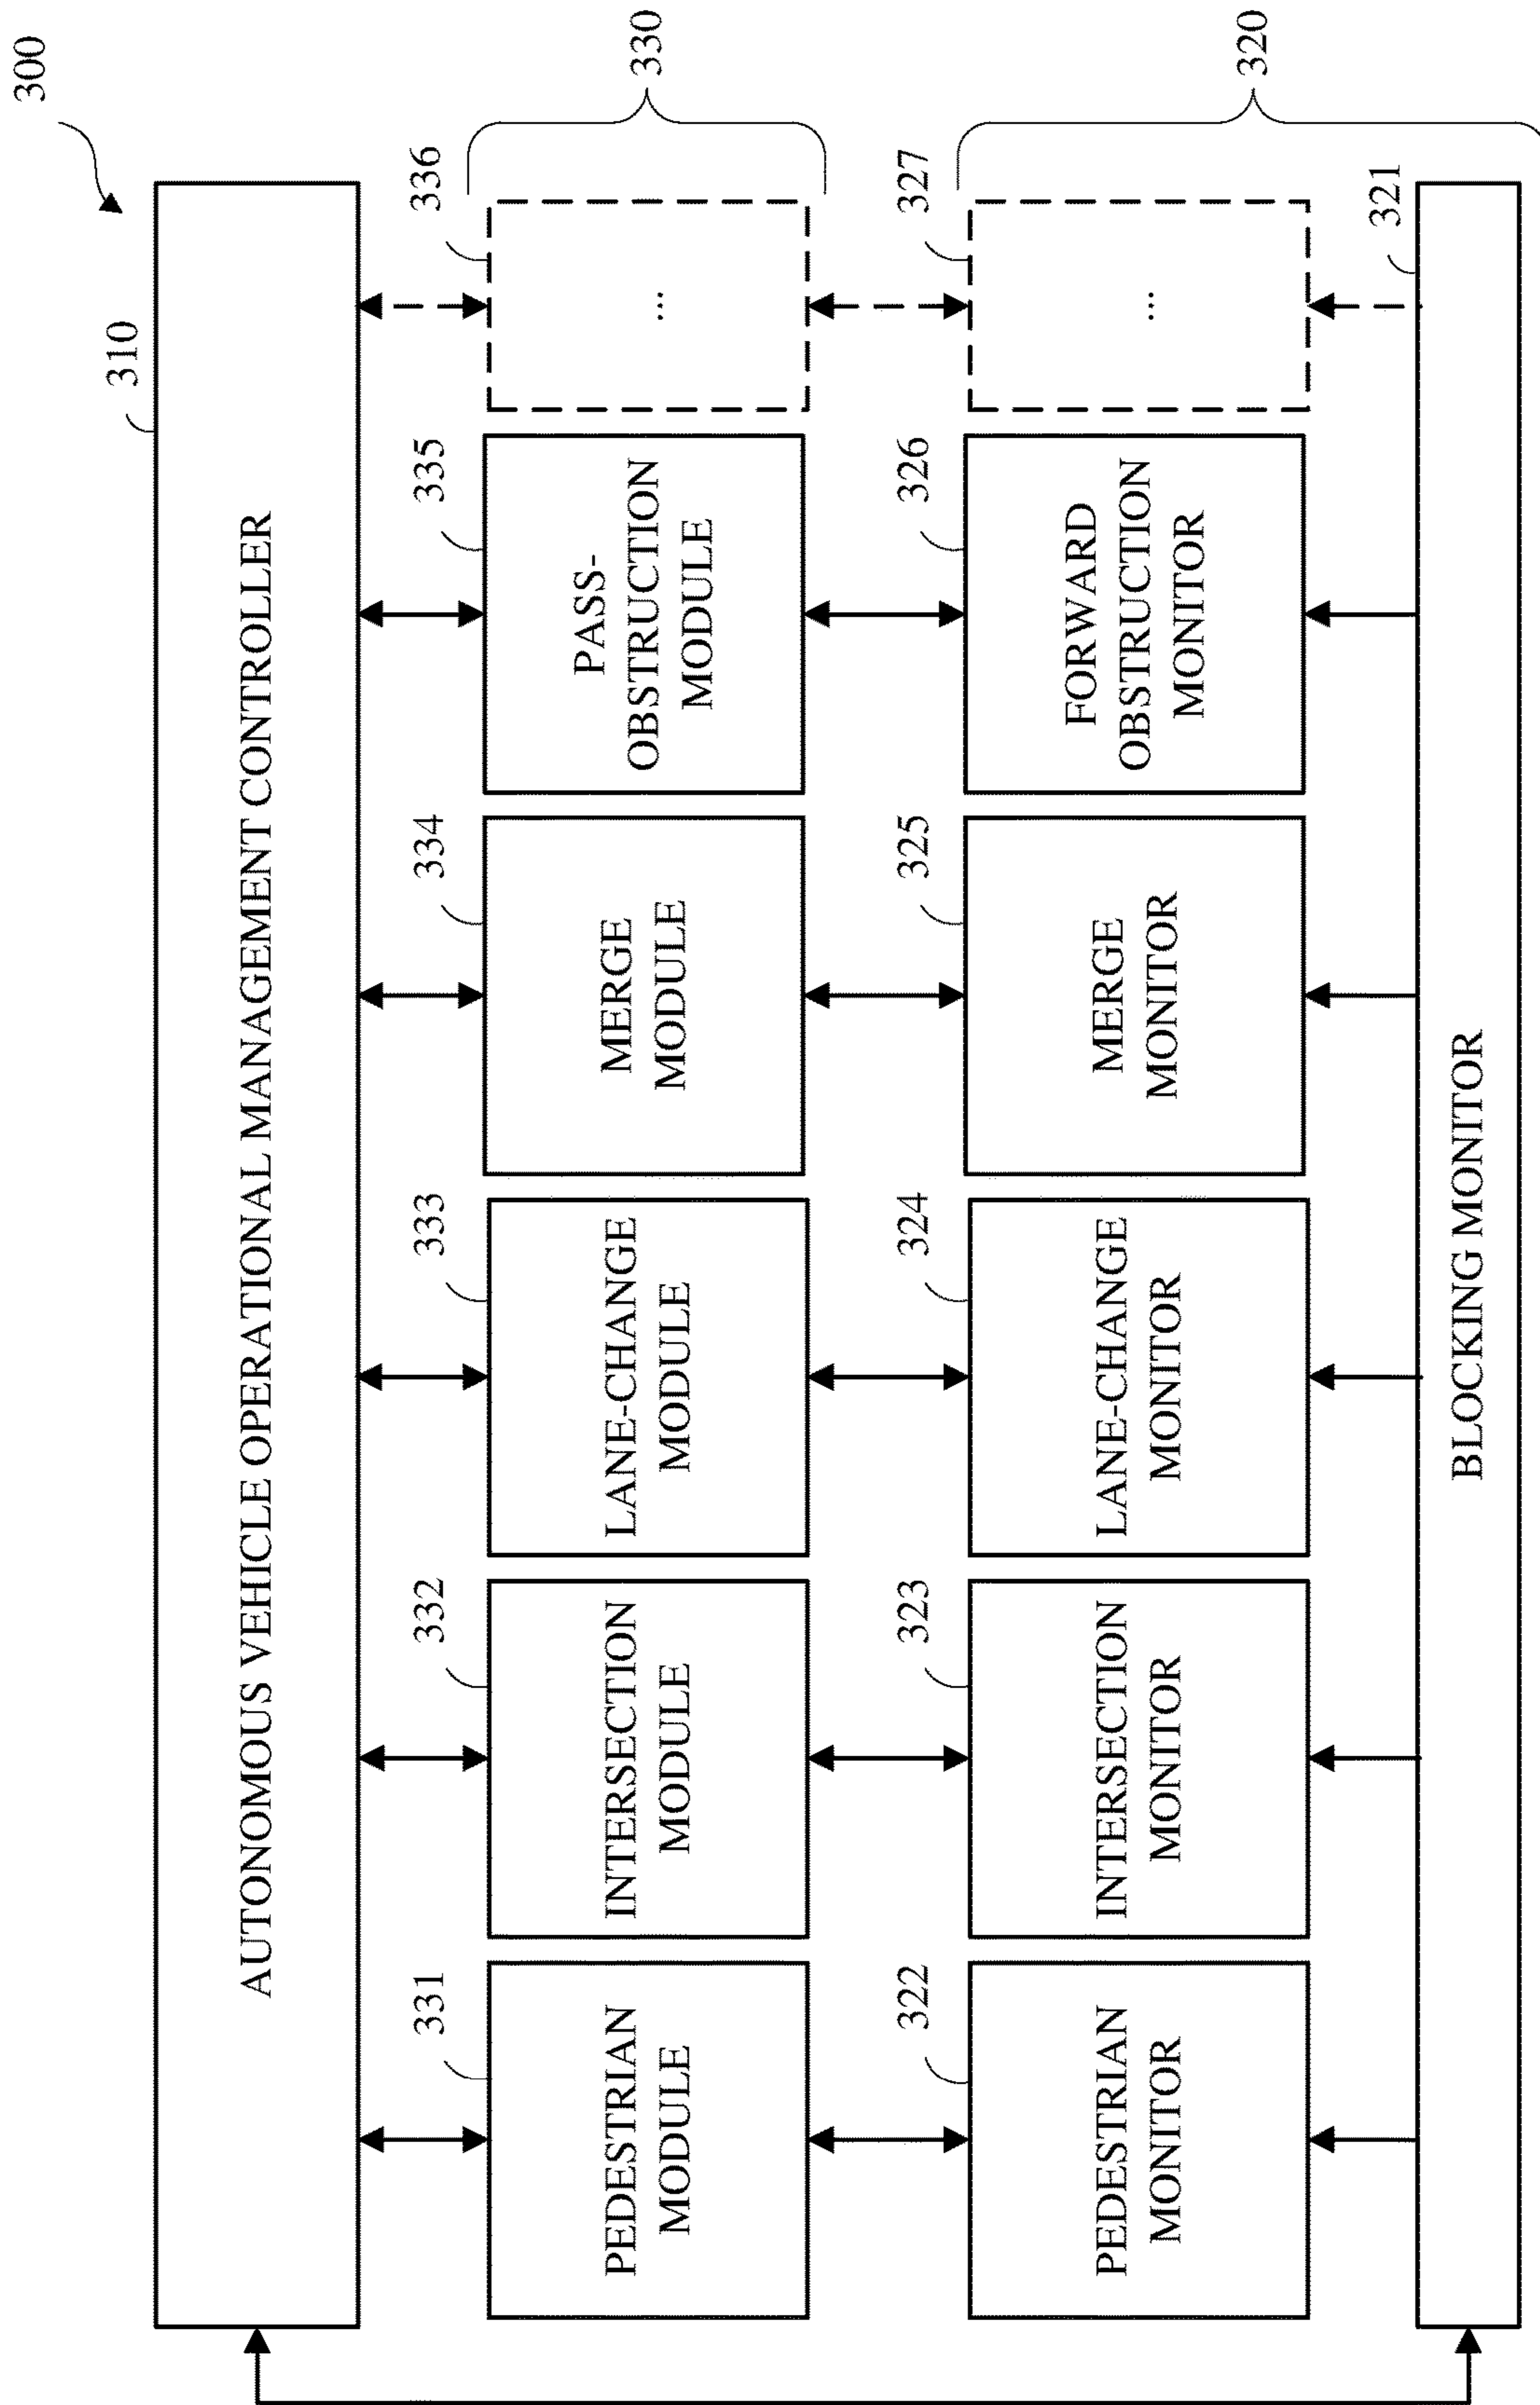 300
310
AUTONOMOUS VEHICLE OPERATIONAL MANAGEMENT CONTROLLER
330
331
332
333
334
335
336
PEDESTRIAN
MODULE
INTERSECTION
MODULE
LANE-CHANGE
MODULE
MERGE
MODULE
PASS-
OBSTRUCTION
MODULE
...
320
322
323
324
325
326
327
PEDESTRIAN
MONITOR
INTERSECTION
MONITOR
LANE-CHANGE
MONITOR
MERGE
MONITOR
FORWARD
OBSTRUCTION
MONITOR
...
321
BLOCKING MONITOR